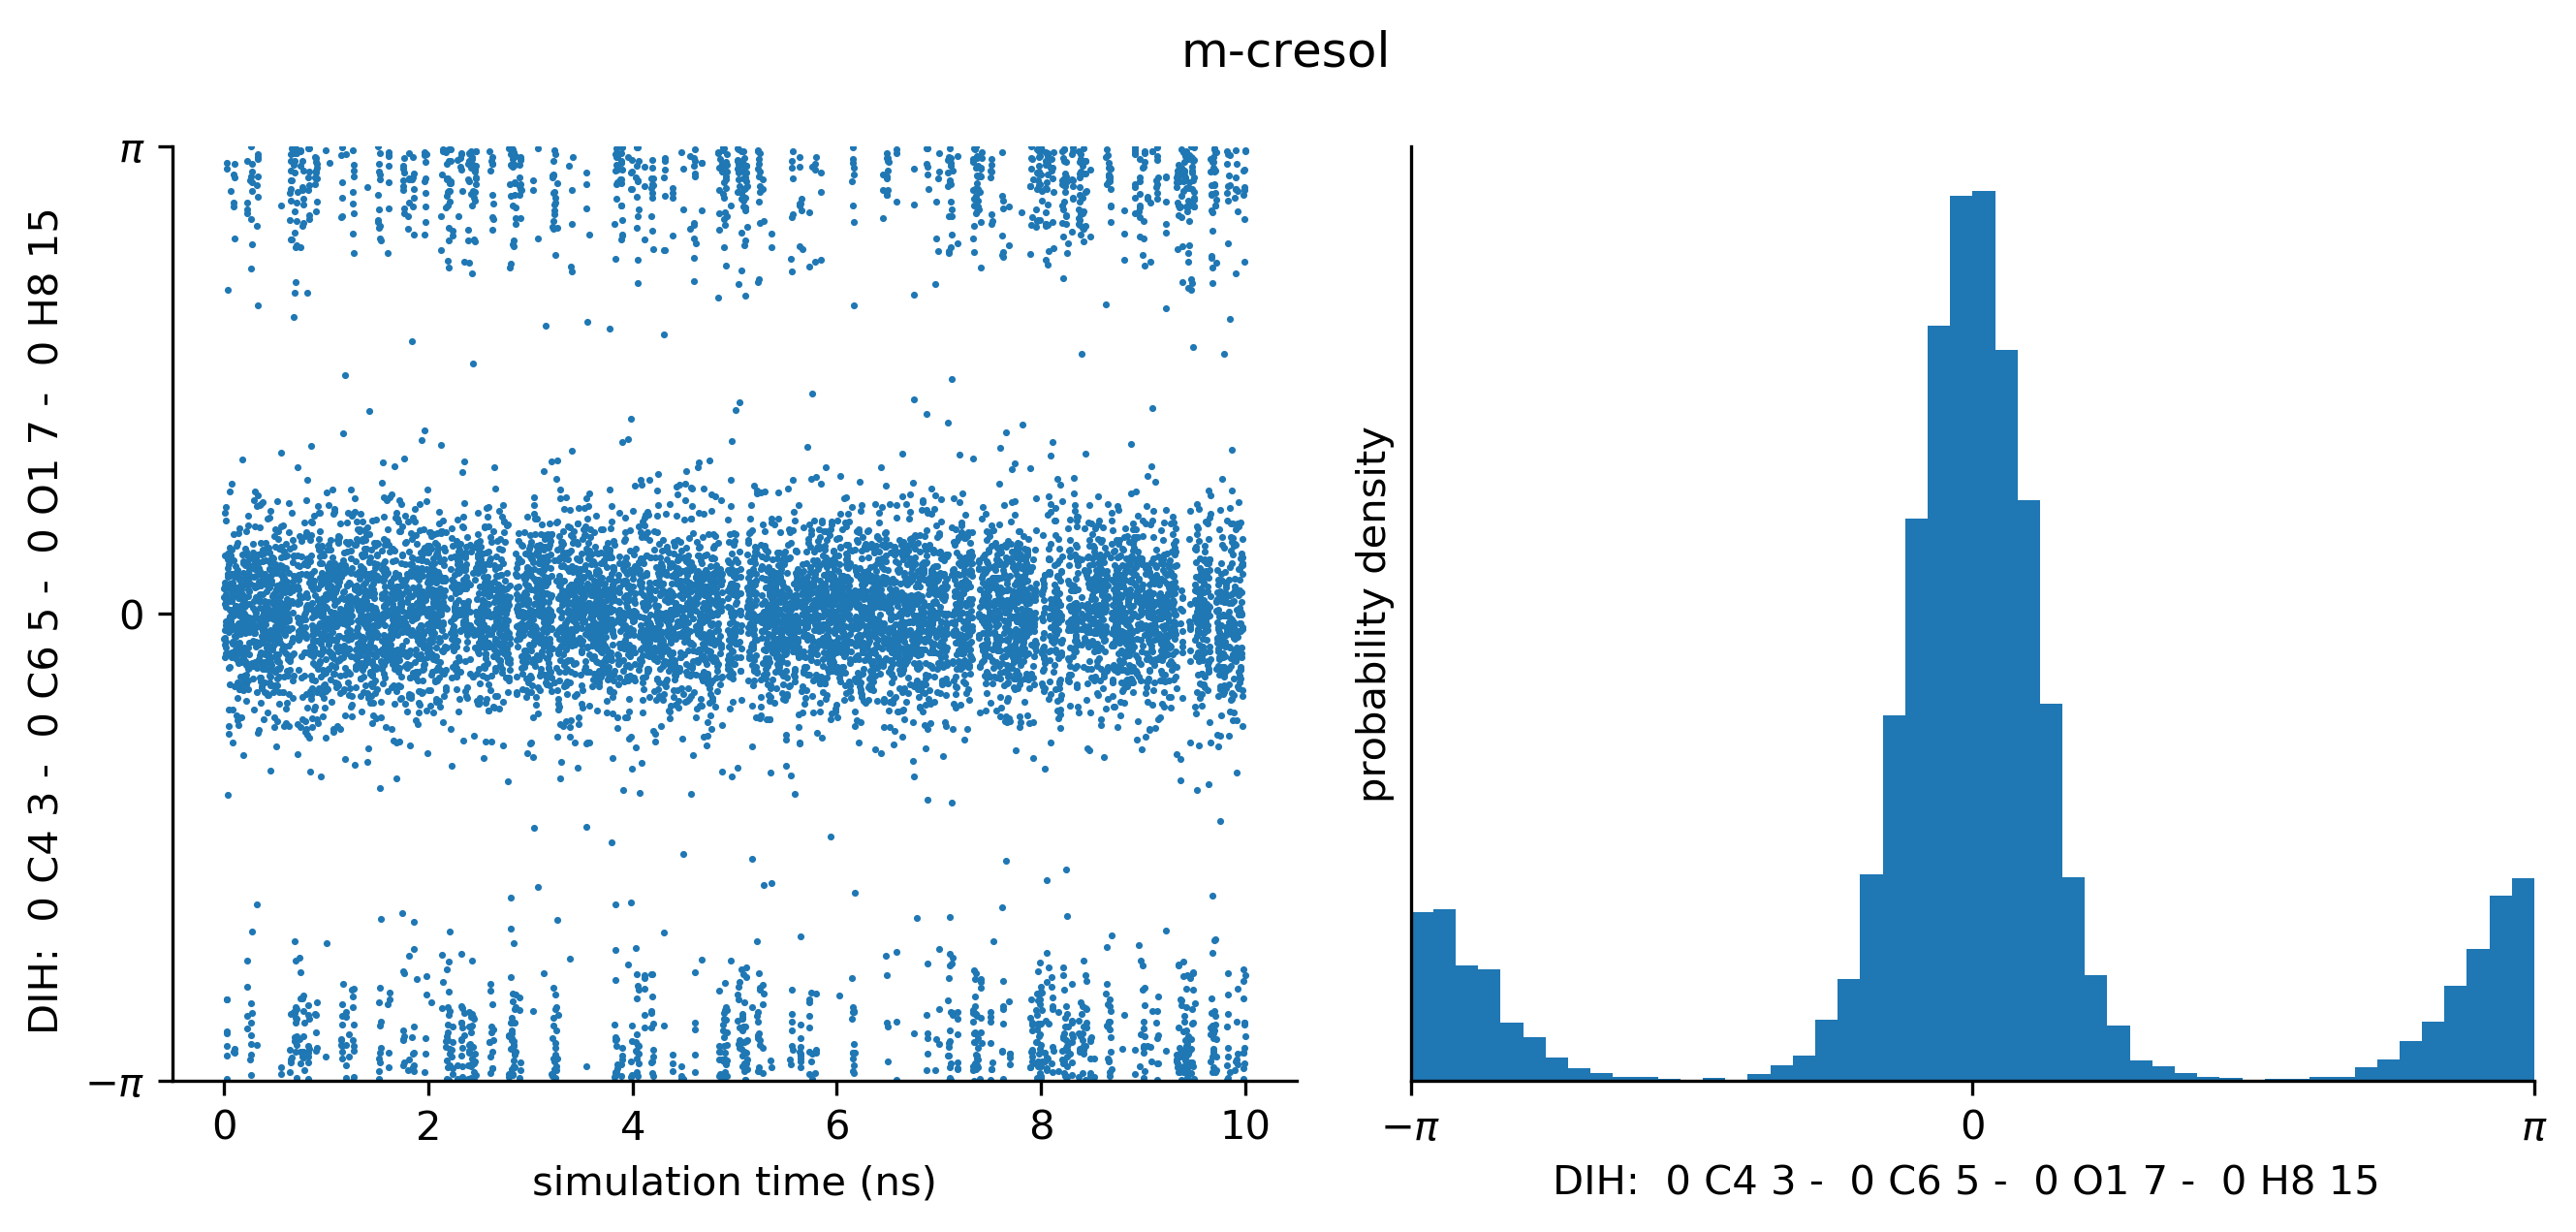 m-cresol
π
0
−π
DIH:  0 C4 3 -  0 C6 5 -  0 O1 7 -  0 H8 15
0 2 4 6 8 10
simulation time (ns)
probability density
−π 0 π
DIH:  0 C4 3 -  0 C6 5 -  0 O1 7 -  0 H8 15